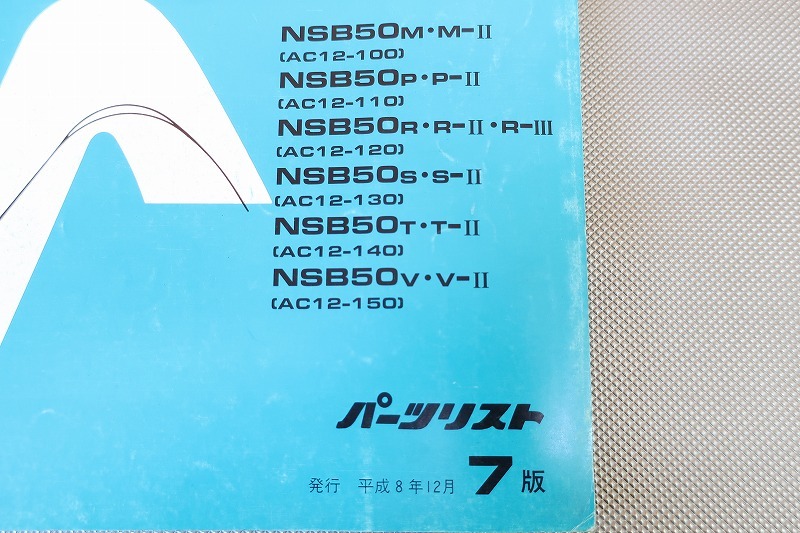 NSB50M・M-II
(AC12-100)
NSB50P・P-II
(AC12-110)
NSB50R・R-II・R-III
(AC12-120)
NSB50S・S-II
(AC12-130)
NSB50T・T-II
(AC12-140)
NSB50V・V-II
(AC12-150)
パーツリスト
発行 平成8年12月 7版